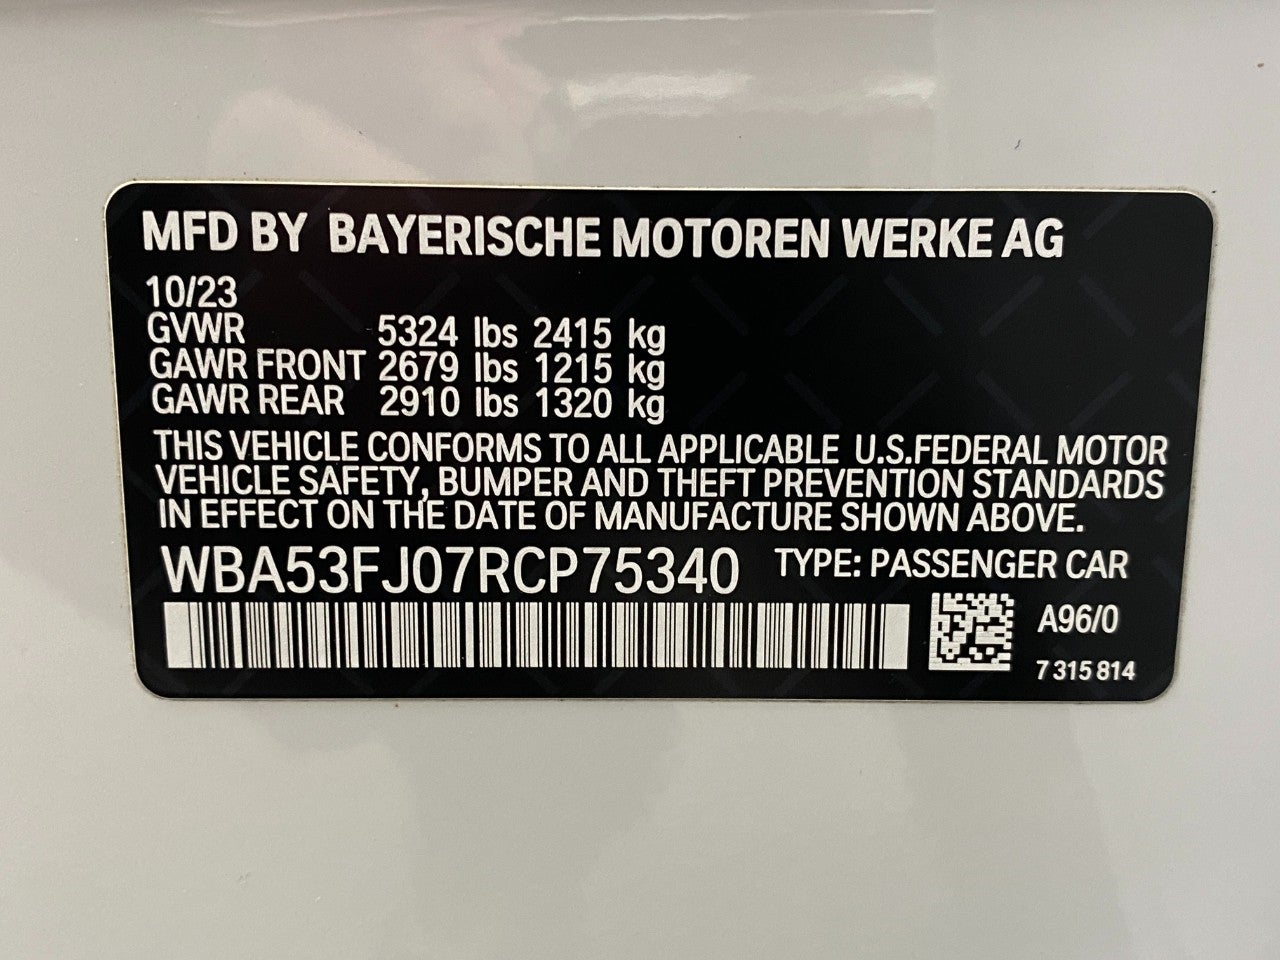 MFD BY BAYERISCHE MOTOREN WERKE AG
10/23
GVWR 5324 lbs 2415 kg
GAWR FRONT 2679 lbs 1215 kg
GAWR REAR 2910 lbs 1320 kg
THIS VEHICLE CONFORMS TO ALL APPLICABLE U.S.FEDERAL MOTOR
VEHICLE SAFETY, BUMPER AND THEFT PREVENTION STANDARDS
IN EFFECT ON THE DATE OF MANUFACTURE SHOWN ABOVE.
WBA53FJ07RCP75340 TYPE: PASSENGER CAR
A96/0
7 315 814